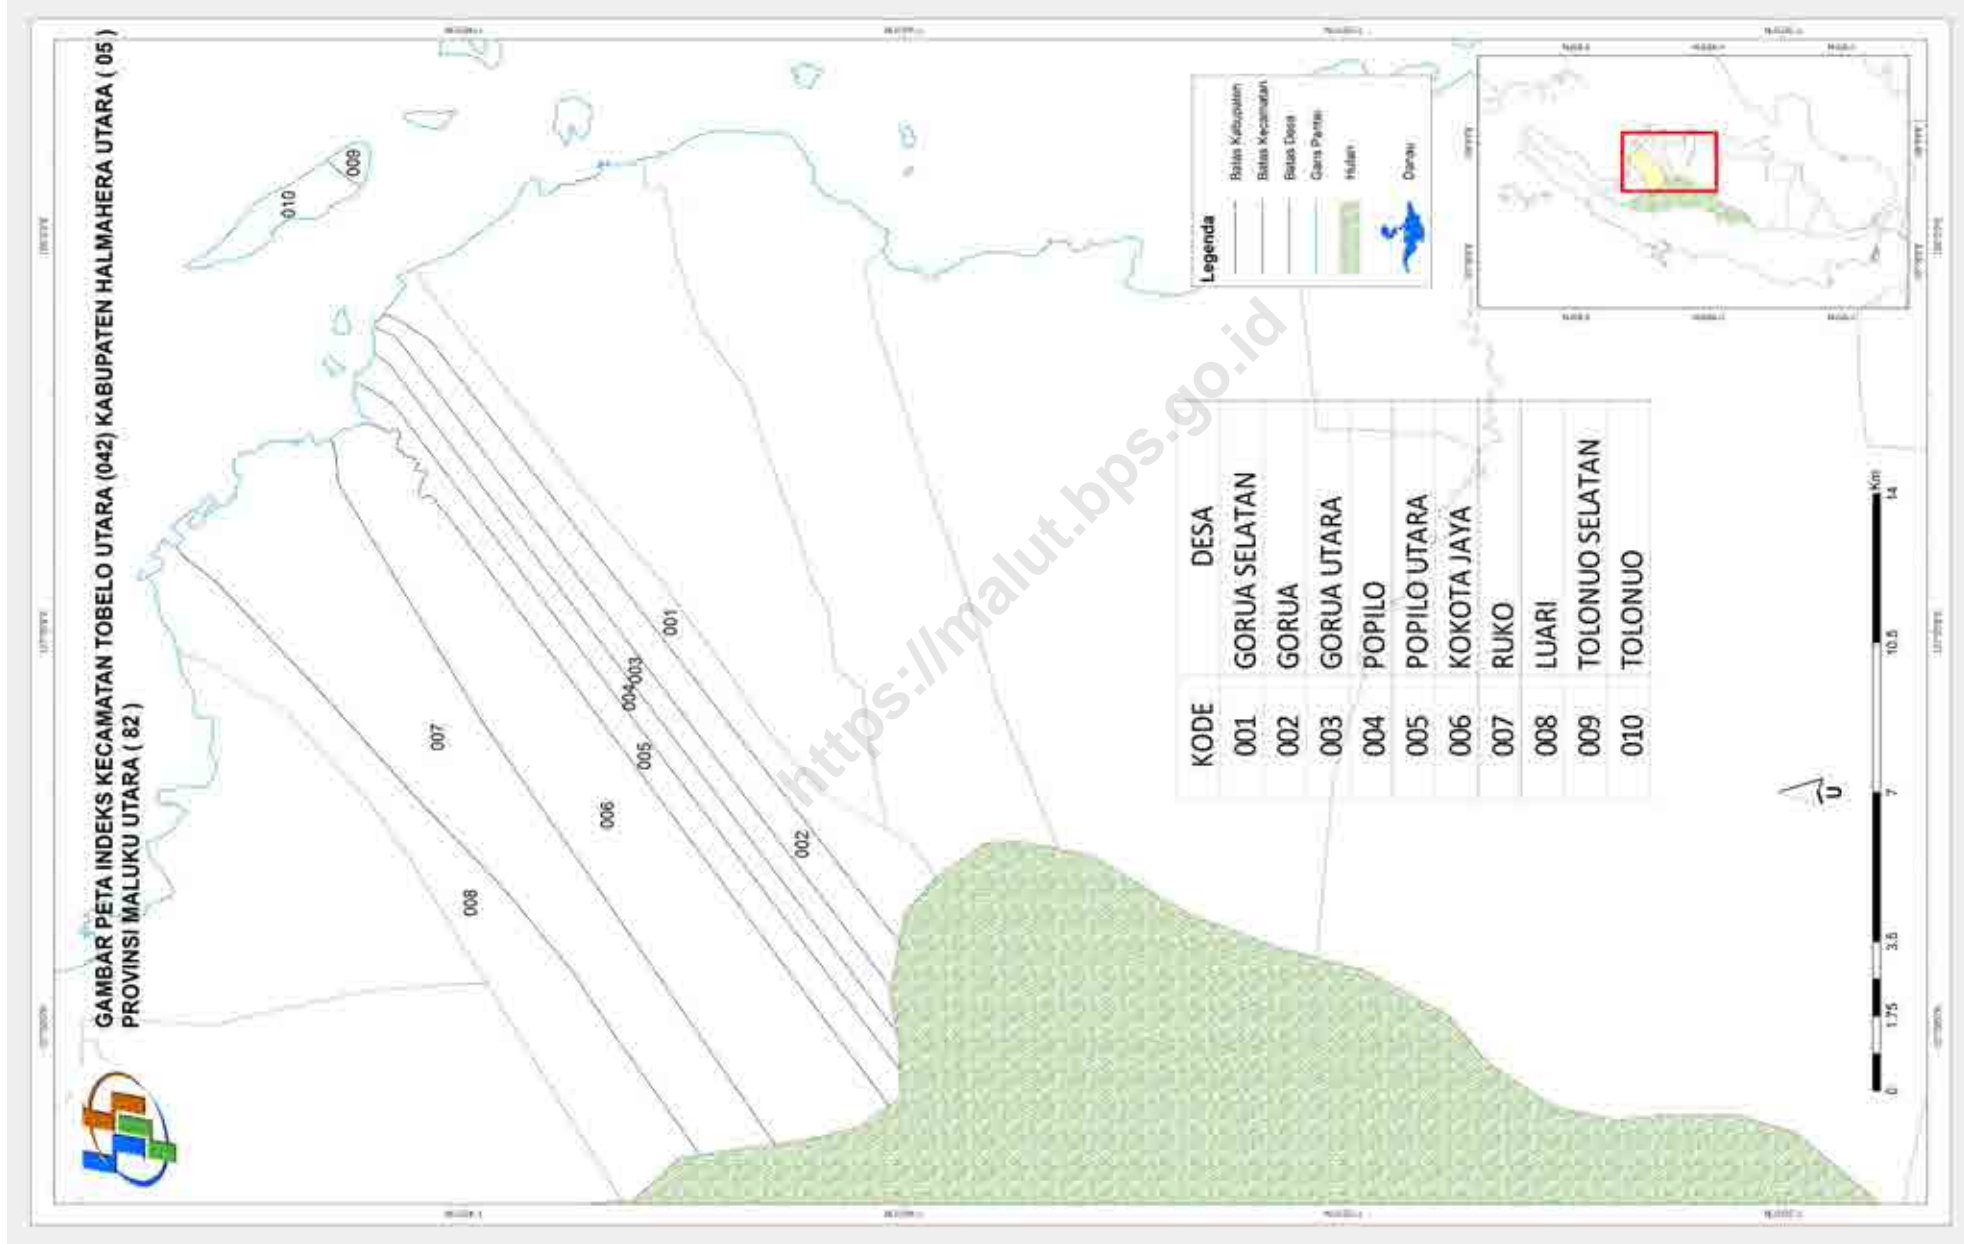 GAMBAR PETA INDEKS KECAMATAN TOBELO UTARA (042) KABUPATEN HALMAHERA UTARA ( 05 )
PROVINSI MALUKU UTARA ( 82 )
010
009
007
008
006
005
004
003
001
002
Legenda
Batas Kabupaten
Batas Kecamatan
Batas Desa
Garis Pantai
Hutan
Danau
KODE DESA
001 GORUA SELATAN
002 GORUA
003 GORUA UTARA
004 POPILO
005 POPILO UTARA
006 KOKOTA JAYA
007 RUKO
008 LUARI
009 TOLONUO SELATAN
010 TOLONUO
U
0 1.75 3.5 7 10.5 14
Km
https://malut.bps.go.id